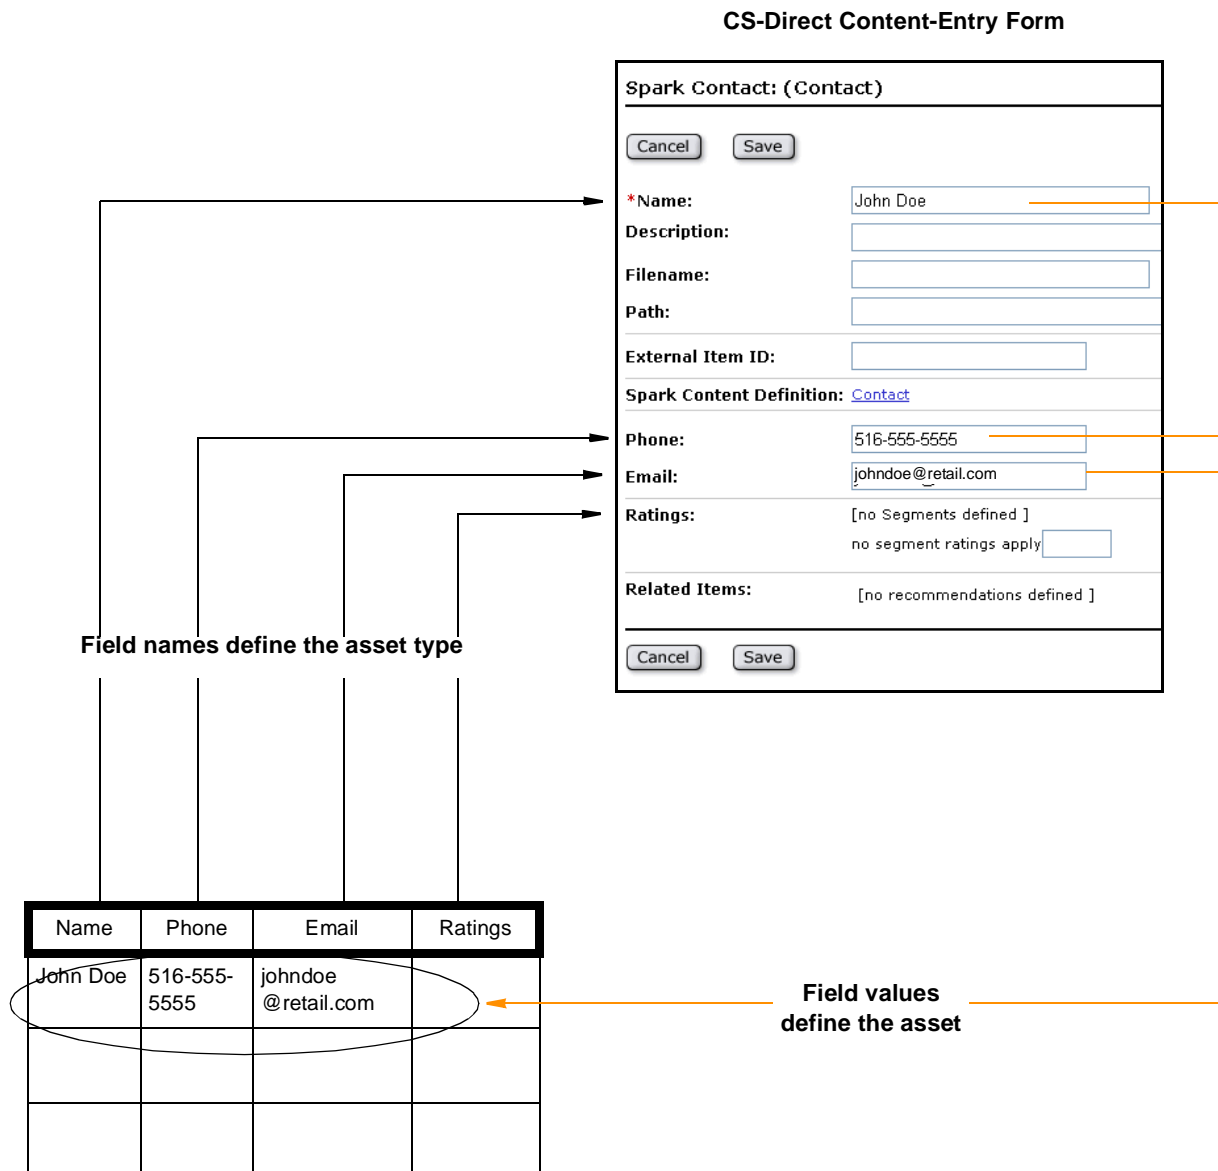 CS-Direct Content-Entry Form
Spark Contact: (Contact)
Cancel Save
*Name: John Doe
Description:
Filename:
Path:
External Item ID:
Spark Content Definition: Contact
Phone: 516-555-5555
Email: johndoe@retail.com
Ratings: [no Segments defined ]
no segment ratings apply
Related Items: [no recommendations defined ]
Cancel Save
Field names define the asset type
Name Phone Email Ratings
John Doe 516-555- johndoe
5555 @retail.com
Field values
define the asset